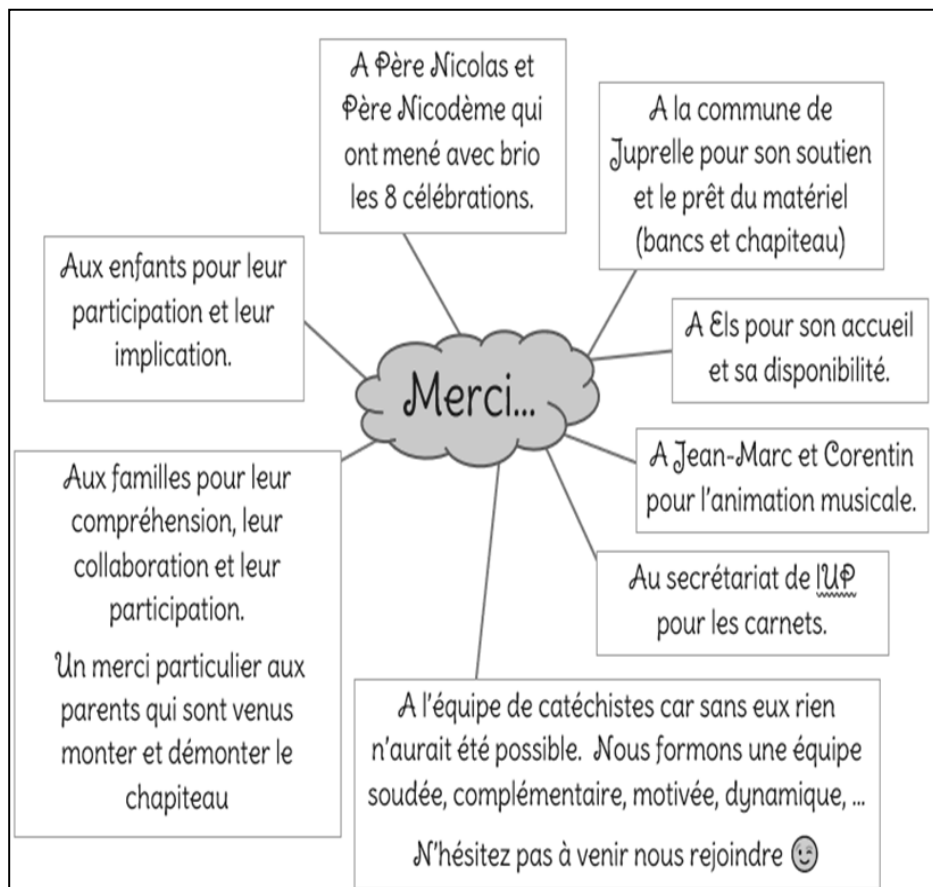 A Père Nicolas et
Père Nicodème qui
ont mené avec brio
les 8 célébrations.
A la commune de
Juprelle pour son soutien
et le prêt du matériel
(bancs et chapiteau)
Aux enfants pour leur
participation et leur
implication.
A Els pour son accueil
et sa disponibilité.
Merci...
A Jean-Marc et Corentin
pour l'animation musicale.
Aux familles pour leur
compréhension, leur
collaboration et leur
participation.
Un merci particulier aux
parents qui sont venus
monter et démonter le
chapiteau
Au secrétariat de lUP
pour les carnets.
A l'équipe de catéchistes car sans eux rien
n'aurait été possible. Nous formons une équipe
soudée, complémentaire, motivée, dynamique, ...
N'hésitez pas à venir nous rejoindre 😉